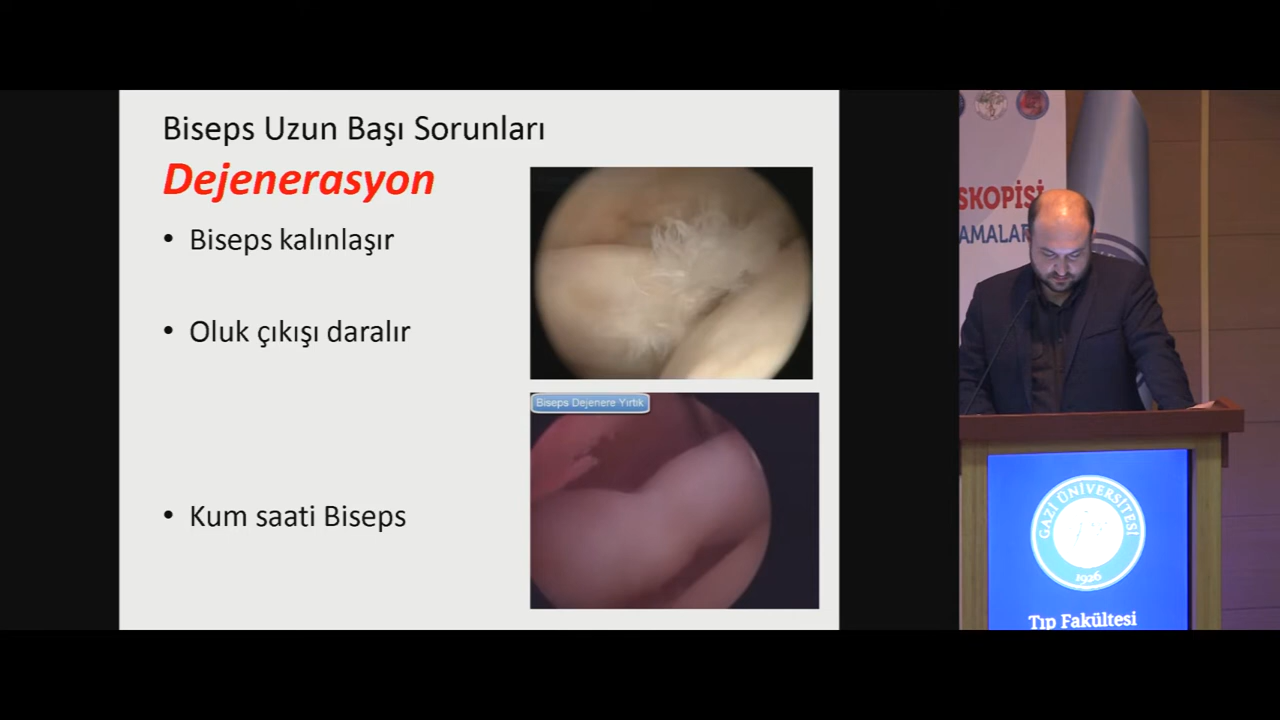 Biseps Uzun Başı Sorunları
Dejenerasyon
• Biseps kalınlaşır
• Oluk çıkışı daralır
• Kum saati Biseps
Biseps Dejenere Yırtık
SKOPİSİ
AMALAR
GAZİ ÜNİVERSİTESİ
1926
Tıp Fakültesi